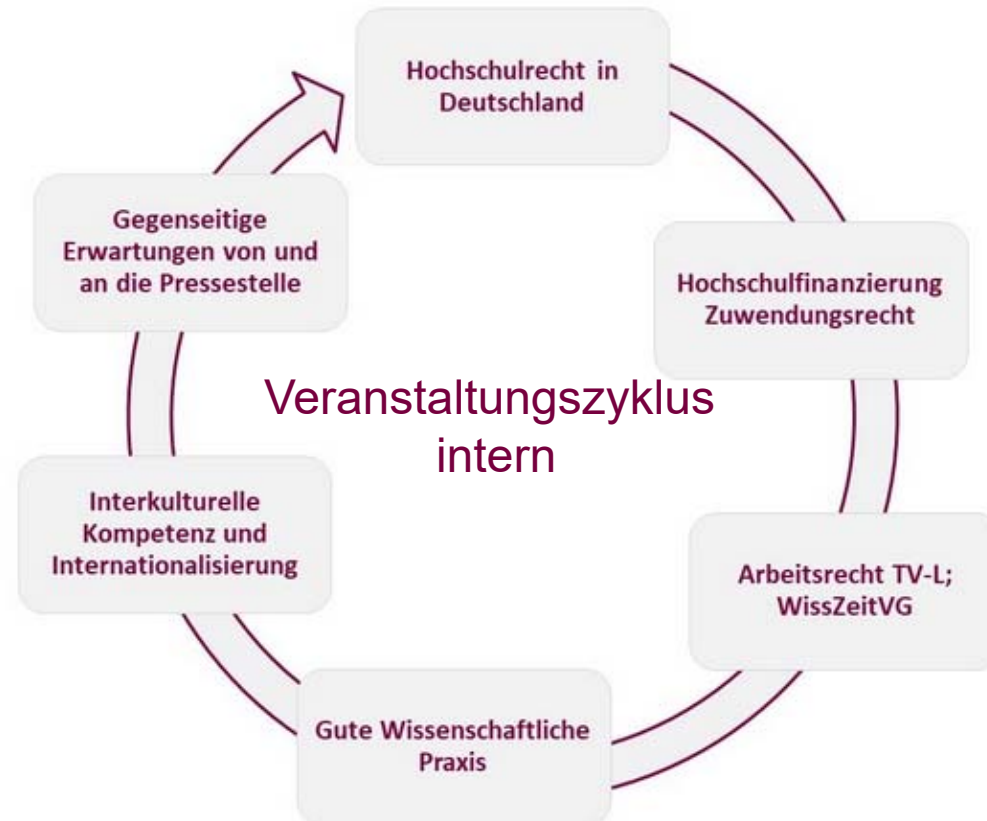 Hochschulrecht in
Deutschland
Hochschulfinanzierung
Zuwendungsrecht
Arbeitsrecht TV-L;
WissZeitVG
Gute Wissenschaftliche
Praxis
Interkulturelle
Kompetenz und
Internationalisierung
Gegenseitige
Erwartungen von und
an die Pressestelle
Veranstaltungszyklus
intern